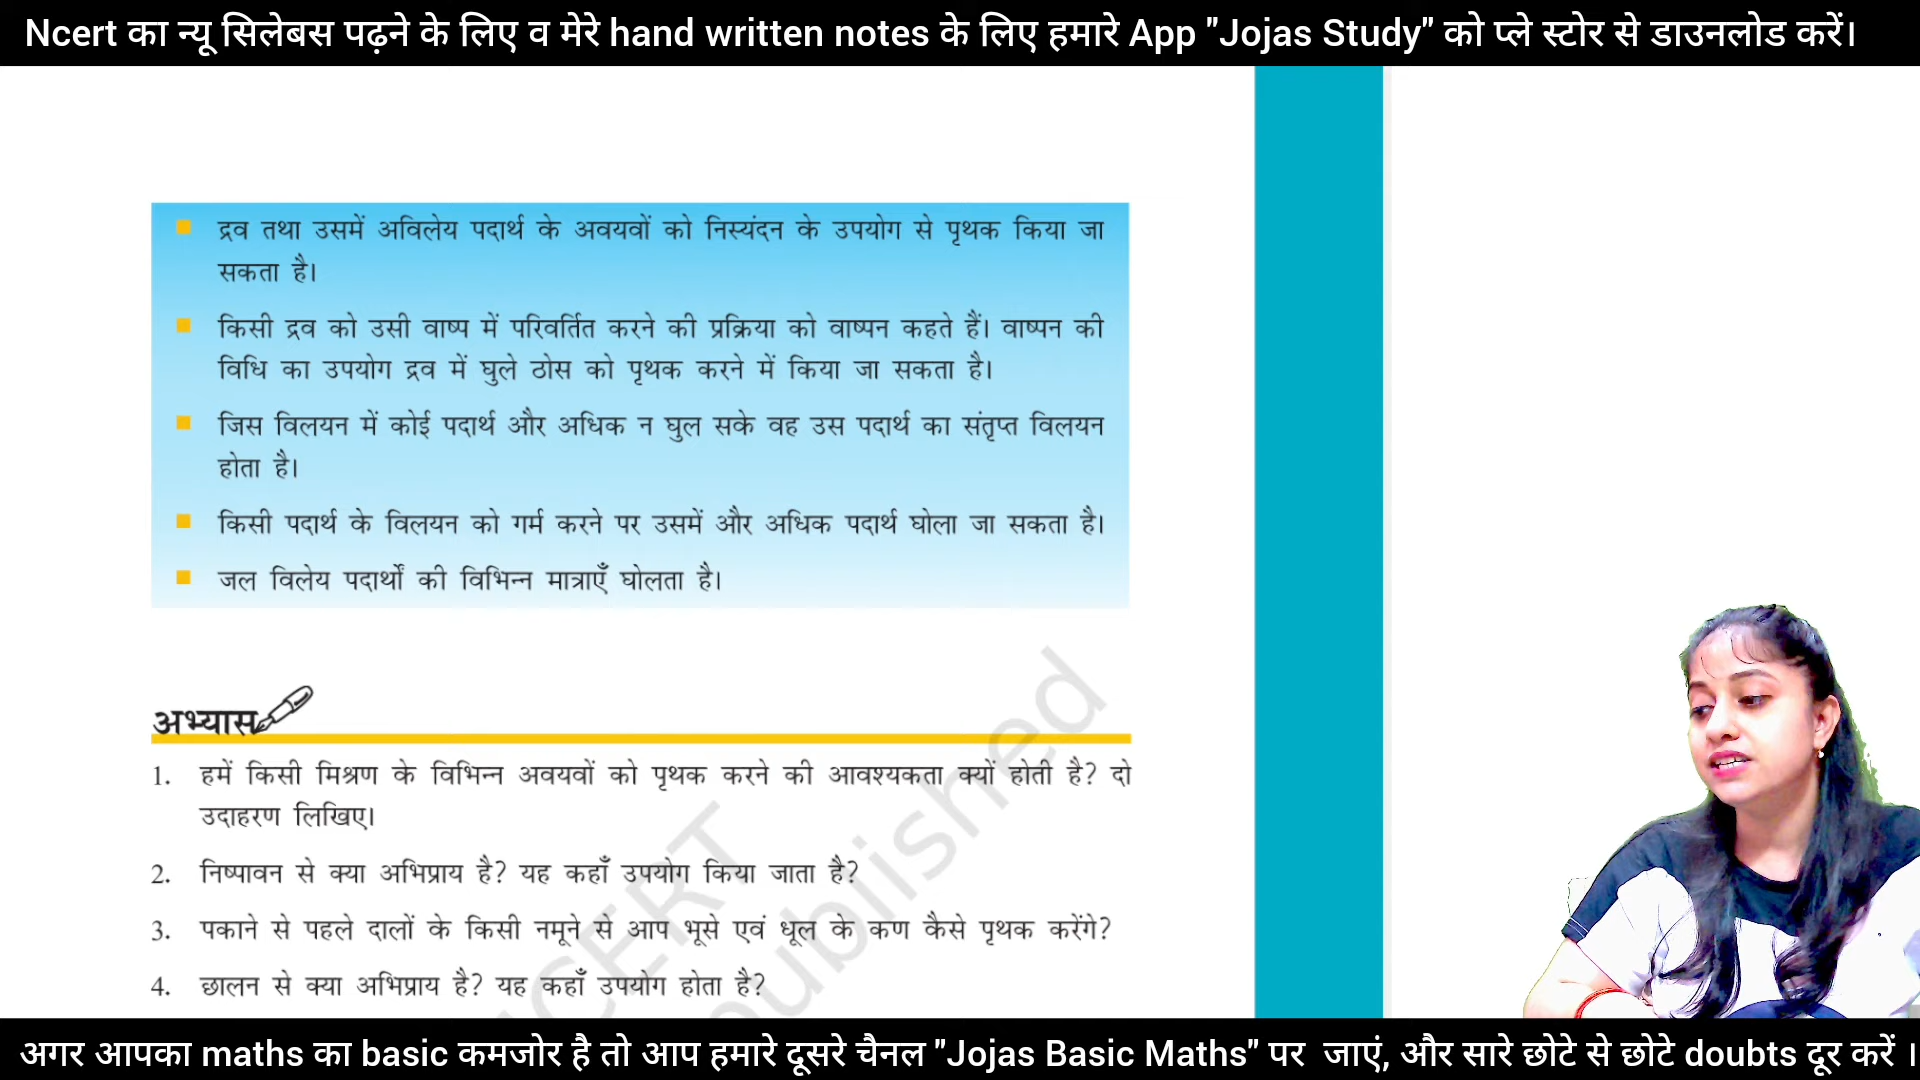 Ncert का न्यू सिलेबस पढ़ने के लिए व मेरे hand written notes के लिए हमारे App "Jojas Study" को प्ले स्टोर से डाउनलोड करें।
द्रव तथा उसमें अविलेय पदार्थ के अवयवों को निस्यंदन के उपयोग से पृथक किया जा
सकता है।
किसी द्रव को उसी वाष्प में परिवर्तित करने की प्रक्रिया को वाष्पन कहते हैं। वाष्पन की
विधि का उपयोग द्रव में घुले ठोस को पृथक करने में किया जा सकता है।
जिस विलयन में कोई पदार्थ और अधिक न घुल सके वह उस पदार्थ का संतृप्त विलयन
होता है।
किसी पदार्थ के विलयन को गर्म करने पर उसमें और अधिक पदार्थ घोला जा सकता है।
जल विलेय पदार्थों की विभिन्न मात्राएँ घोलता है।
अभ्यास
1. हमें किसी मिश्रण के विभिन्न अवयवों को पृथक करने की आवश्यकता क्यों होती है? दो
उदाहरण लिखिए।
2. निष्पावन से क्या अभिप्राय है? यह कहाँ उपयोग किया जाता है?
3. पकाने से पहले दालों के किसी नमूने से आप भूसे एवं धूल के कण कैसे पृथक करेंगे?
4. छालन से क्या अभिप्राय है? यह कहाँ उपयोग होता है?
अगर आपका maths का basic कमजोर है तो आप हमारे दूसरे चैनल "Jojas Basic Maths" पर जाएं, और सारे छोटे से छोटे doubts दूर करें ।